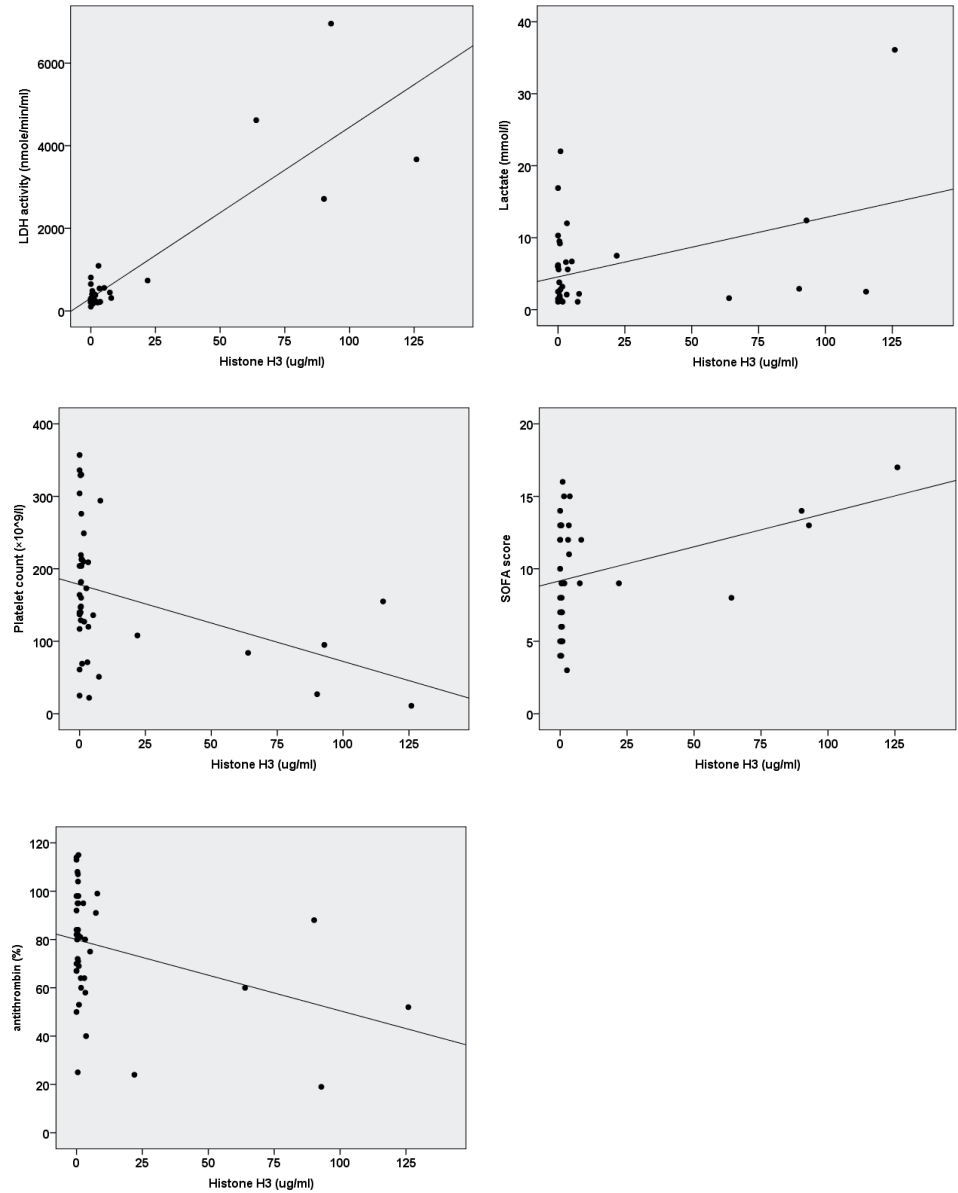 LDH activity (nmole/min/ml)
6000
4000
2000
0
0 25 50 75 100 125
Histone H3 (ug/ml)
Lactate (mmol/l)
40
30
20
10
0
0 25 50 75 100 125
Histone H3 (ug/ml)
Platelet count (×10^9/l)
400
300
200
100
0
0 25 50 75 100 125
Histone H3 (ug/ml)
SOFA score
20
15
10
5
0
0 25 50 75 100 125
Histone H3 (ug/ml)
antithrombin (%)
120
100
80
60
40
20
0
0 25 50 75 100 125
Histone H3 (ug/ml)